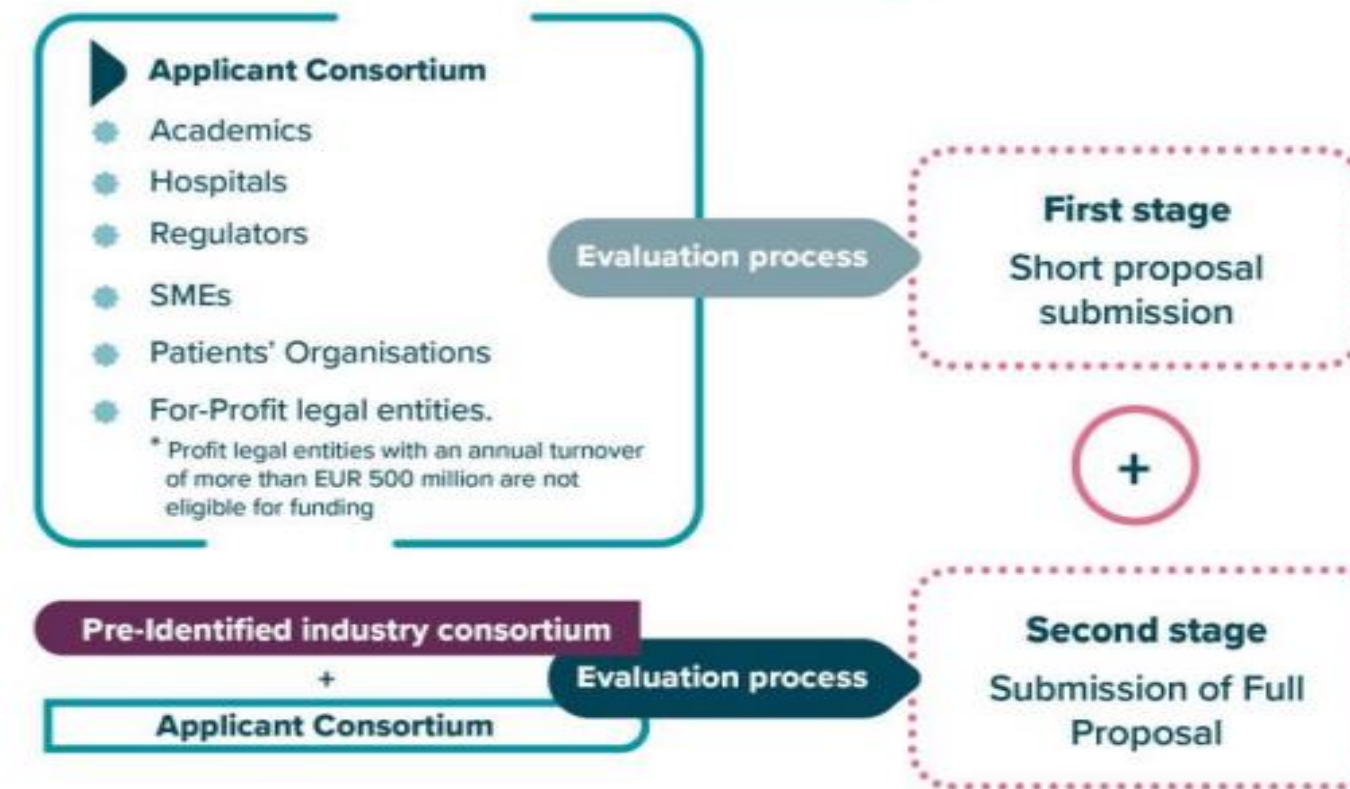 Applicant Consortium
Academics
Hospitals
Regulators
SMEs
Patients' Organisations
For-Profit legal entities.
* Profit legal entities with an annual turnover
of more than EUR 500 million are not
eligible for funding
Evaluation process
First stage
Short proposal
submission
+
Pre-Identified industry consortium
+
Applicant Consortium
Evaluation process
Second stage
Submission of Full
Proposal